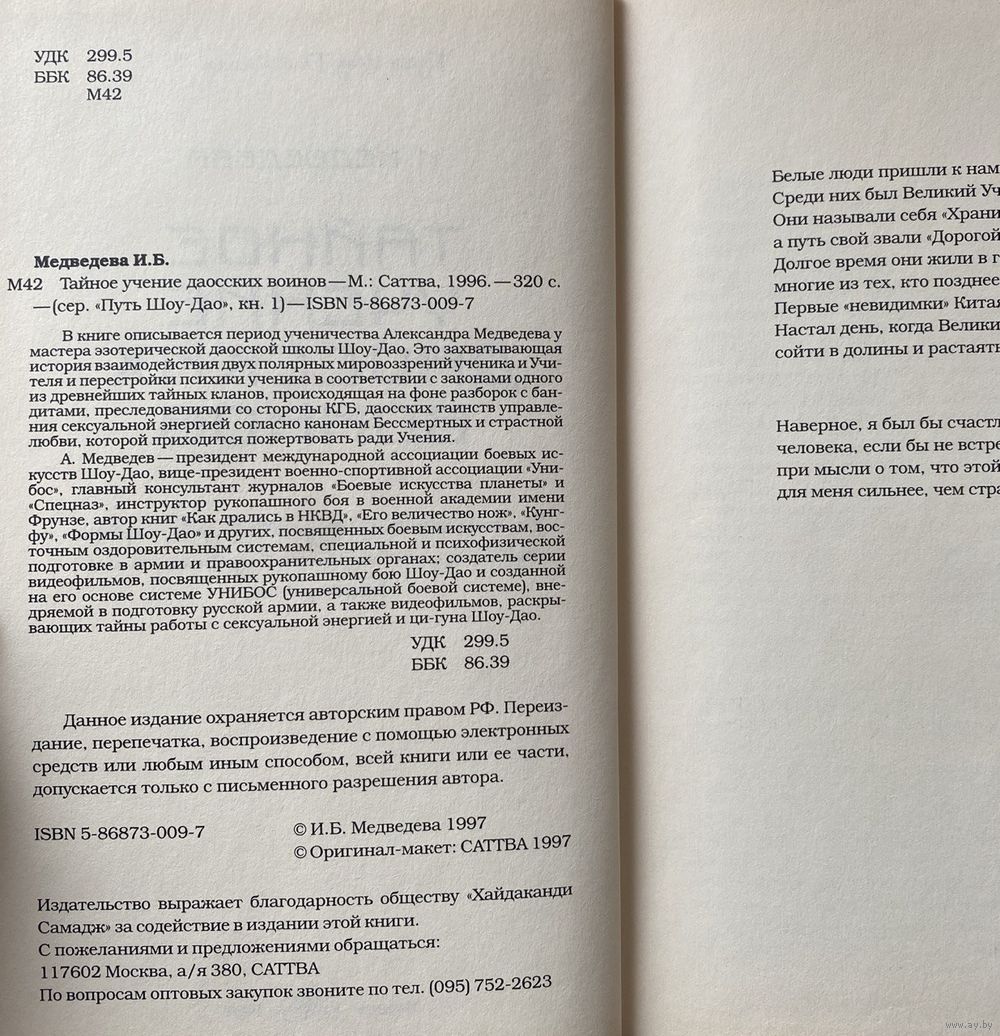 УДК 299.5
ББК 86.39
М42
Медведева И.Б.
М42 Тайное учение даосских воинов—М.: Саттва, 1996.—320 с.
—(сер. «Путь Шоу-Дао», кн. 1)—ISBN 5-86873-009-7
В книге описывается период ученичества Александра Медведева у
мастера эзотерической даосской школы Шоу-Дао. Это захватывающая
история взаимодействия двух полярных мировоззрений ученика и Учи-
теля и перестройки психики ученика в соответствии с законами одного
из древнейших тайных кланов, происходящая на фоне разборок с бан-
дитами, преследованиями со стороны КГБ, даосских таинств управле-
ния сексуальной энергией согласно канонам Бессмертных и страстной
любви, которой приходится пожертвовать ради Учения.
А. Медведев—президент международной ассоциации боевых ис-
кусств Шоу-Дао, вице-президент военно-спортивной ассоциации «Уни-
бос», главный консультант журналов «Боевые искусства планеты» и
«Спецназ», инструктор рукопашного боя в военной академии имени
Фрунзе, автор книг «Как дрались в НКВД», «Его величество нож», «Кунг-
фу», «Формы Шоу-Дао» и других, посвященных боевым искусствам, вос-
точным оздоровительным системам, специальной и психофизической
подготовке в армии и правоохранительных органах; создатель серии
видеофильмов, посвященных рукопашному бою Шоу-Дао и созданной
на его основе системе УНИБОС (универсальной боевой системе), вне-
дряемой в подготовку русской армии, а также видеофильмов, раскры-
вающих тайны работы с сексуальной энергией и ци-гуна Шоу-Дао.
УДК 299.5
ББК 86.39
Данное издание охраняется авторским правом РФ. Переиз-
дание, перепечатка, воспроизведение с помощью электронных
средств или любым иным способом, всей книги или ее части,
допускается только с письменного разрешения автора.
ISBN 5-86873-009-7
© И.Б. Медведева 1997
© Оригинал-макет: САТТВА 1997
Издательство выражает благодарность обществу «Хайдаканди
Самадж» за содействие в издании этой книги.
С пожеланиями и предложениями обращаться:
117602 Москва, а/я 380, САТТВА
По вопросам оптовых закупок звоните по тел. (095) 752-2623
Белые люди пришли к нам
Среди них был Великий Уч
Они называли себя «Храни
а путь свой звали «Дорогой
Долгое время они жили в г
многие из тех, кто позднее
Первые «невидимки» Китая
Настал день, когда Велики
сойти в долины и растаять
Наверное, я был бы счастл
человека, если бы не встре
при мысли о том, что этой
для меня сильнее, чем стра
www.ay.by